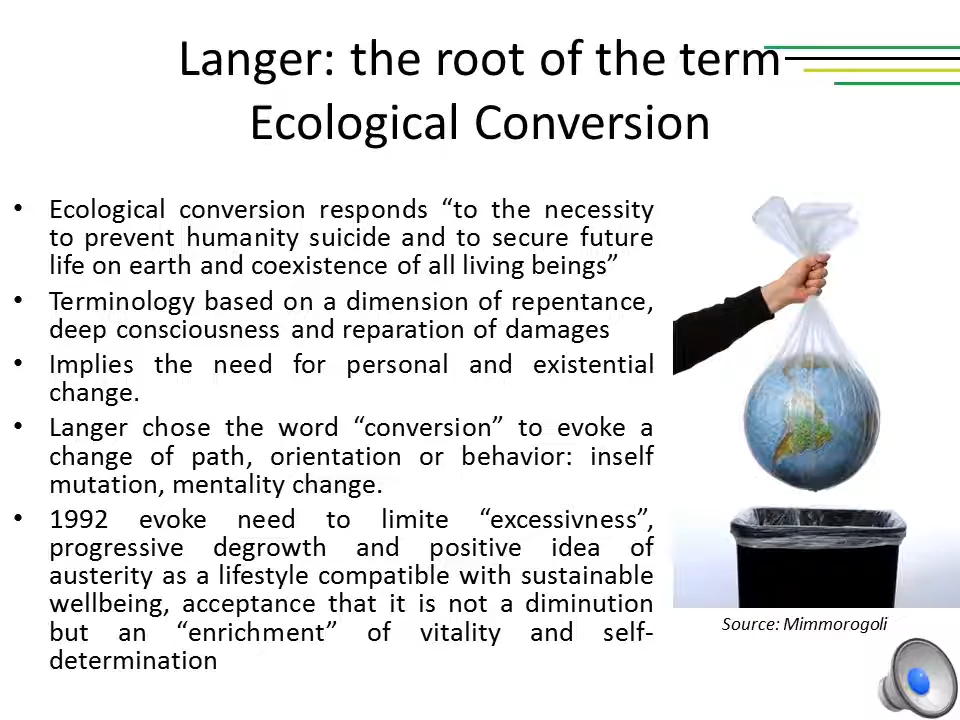 Langer: the root of the term
Ecological Conversion
• Ecological conversion responds “to the necessity
to prevent humanity suicide and to secure future
life on earth and coexistence of all living beings”
• Terminology based on a dimension of repentance,
deep consciousness and reparation of damages
• Implies the need for personal and existential
change.
• Langer chose the word “conversion” to evoke a
change of path, orientation or behavior: inself
mutation, mentality change.
• 1992 evoke need to limite “excessivness”,
progressive degrowth and positive idea of
austerity as a lifestyle compatible with sustainable
wellbeing, acceptance that it is not a diminution
but an “enrichment” of vitality and self-
determination
Source: Mimmorogoli